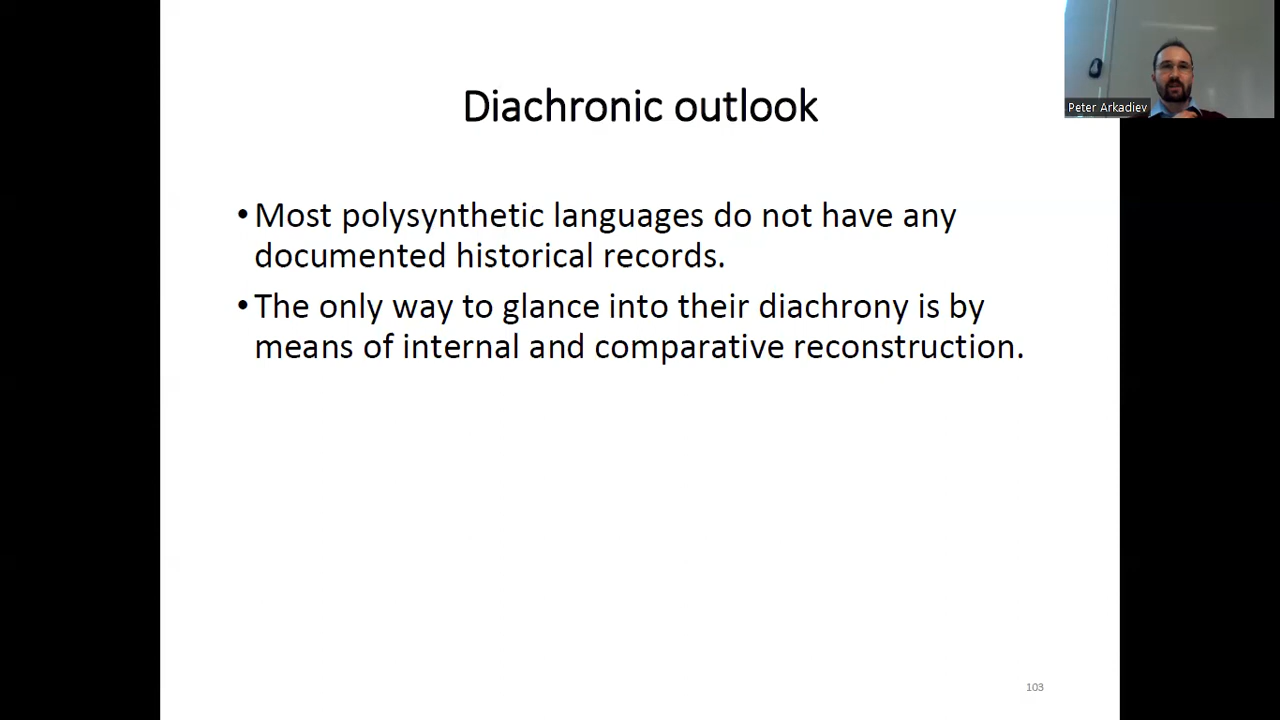 Diachronic outlook
Peter Arkadiev
• Most polysynthetic languages do not have any
documented historical records.
• The only way to glance into their diachrony is by
means of internal and comparative reconstruction.
103